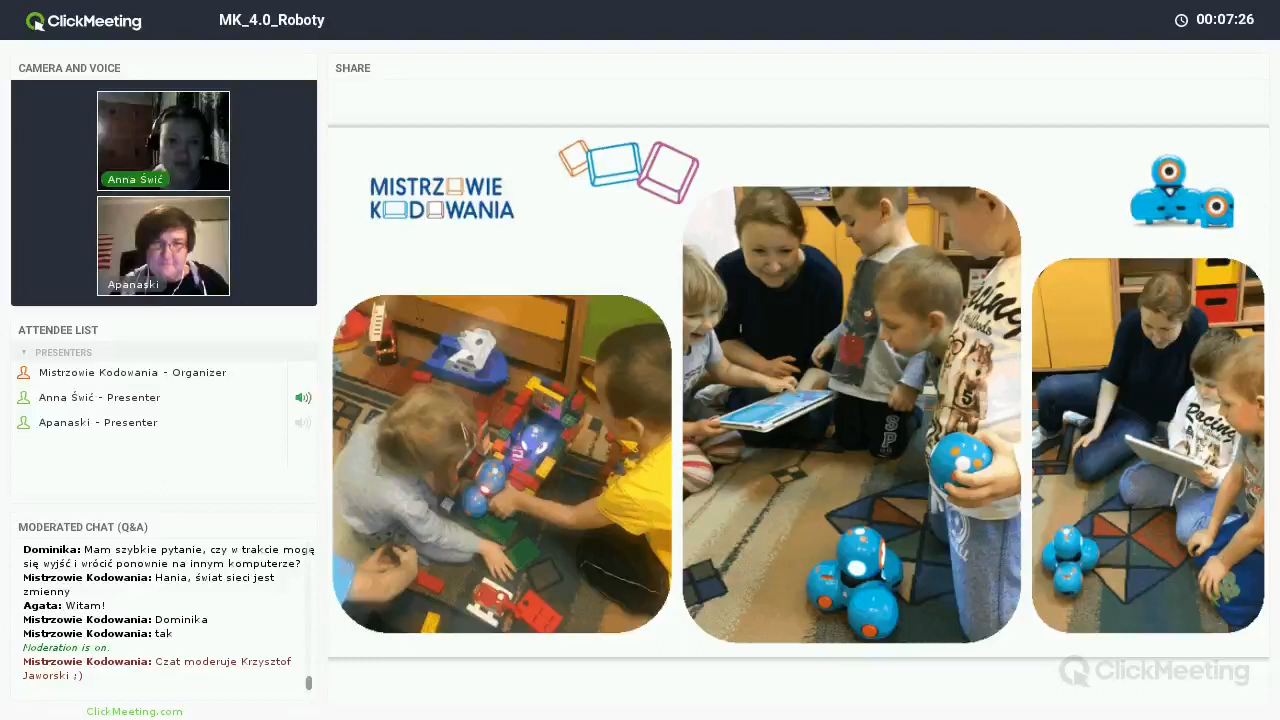 ClickMeeting
MK_4.0_Roboty
00:07:26
CAMERA AND VOICE
Anna Świć
Apanaski
ATTENDEE LIST
PRESENTERS
Mistrzowie Kodowania - Organizer
Anna Świć - Presenter
Apanaski - Presenter
MODERATED CHAT (Q&A)
Dominika: Mam szybkie pytanie, czy w trakcie mogę
się wyjść i wrócić ponownie na innym komputerze?
Mistrzowie Kodowania: Hania, świat sieci jest
zmienny
Agata: Witam!
Mistrzowie Kodowania: Dominika
Mistrzowie Kodowania: tak
Moderation is on.
Mistrzowie Kodowania: Czat moderuje Krzysztof
Jaworski ;)
ClickMeeting.com
SHARE
MISTRZOWIE
KODOWANIA
ClickMeeting